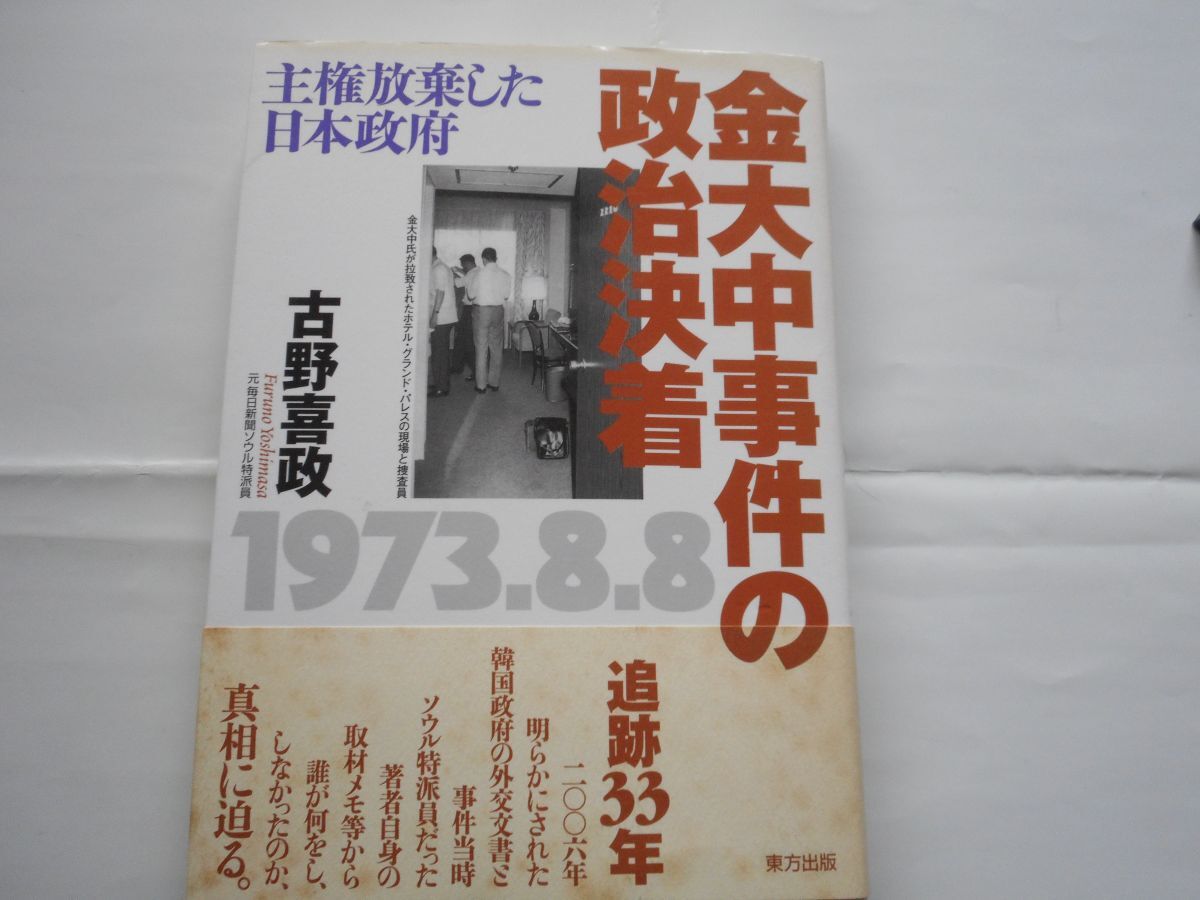 金大中事件の
政治決着
主権放棄した
日本政府
金大中氏が拉致されたホテル・グランド・パレスの現場と捜査員
古野喜政
Furuno Yoshimasa
元毎日新聞ソウル特派員
1973.8.8
追跡33年
二〇〇六年
明らかにされた
韓国政府の外交文書と
事件当時
ソウル特派員だった
著者自身の
取材メモ等から
誰が何をし、
しなかったのか、
真相に迫る。
東方出版